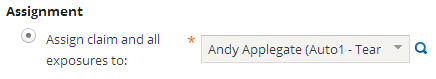 Assignment
Assign claim and all * Andy Applegate (Auto1 - Tear
exposures to: